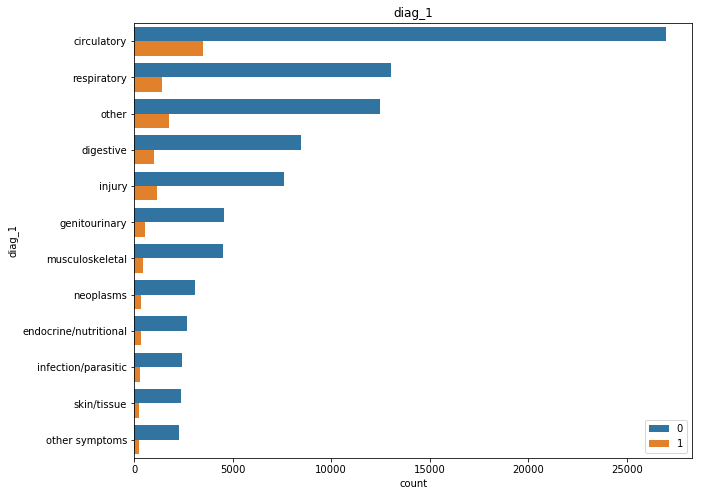 diag_1
circulatory
respiratory
other
digestive
injury
genitourinary
musculoskeletal
neoplasms
endocrine/nutritional
infection/parasitic
skin/tissue
other symptoms
diag_1
0
1
0 5000 10000 15000 20000 25000
count